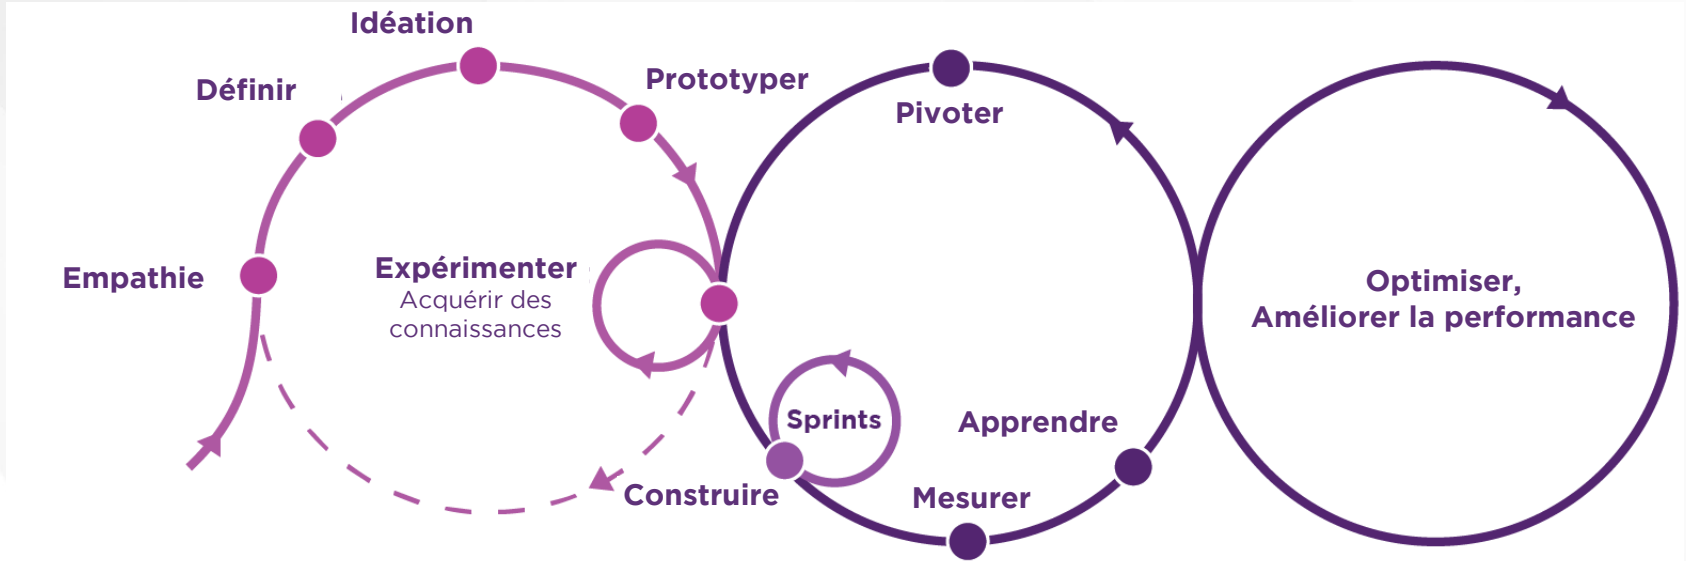 Idéation
Définir
Prototyper
Pivoter
Empathie
Expérimenter
Acquérir des
connaissances
Optimiser,
Améliorer la performance
Sprints
Apprendre
Construire
Mesurer